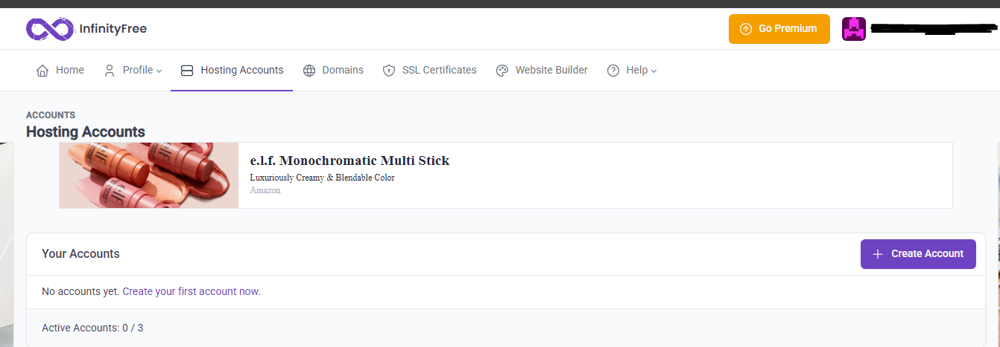 InfinityFree
Go Premium
Home Profile Hosting Accounts Domains SSL Certificates Website Builder Help
ACCOUNTS
Hosting Accounts
e.l.f. Monochromatic Multi Stick
Luxuriously Creamy & Blendable Color
Amazon
Your Accounts
Create Account
No accounts yet. Create your first account now.
Active Accounts: 0 / 3